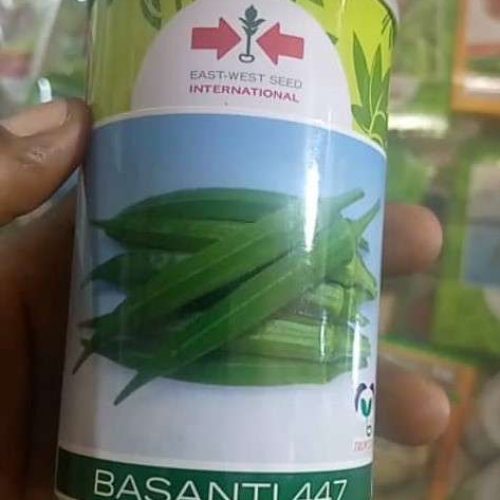 EAST-WEST SEED
INTERNATIONAL
BASANTI 447